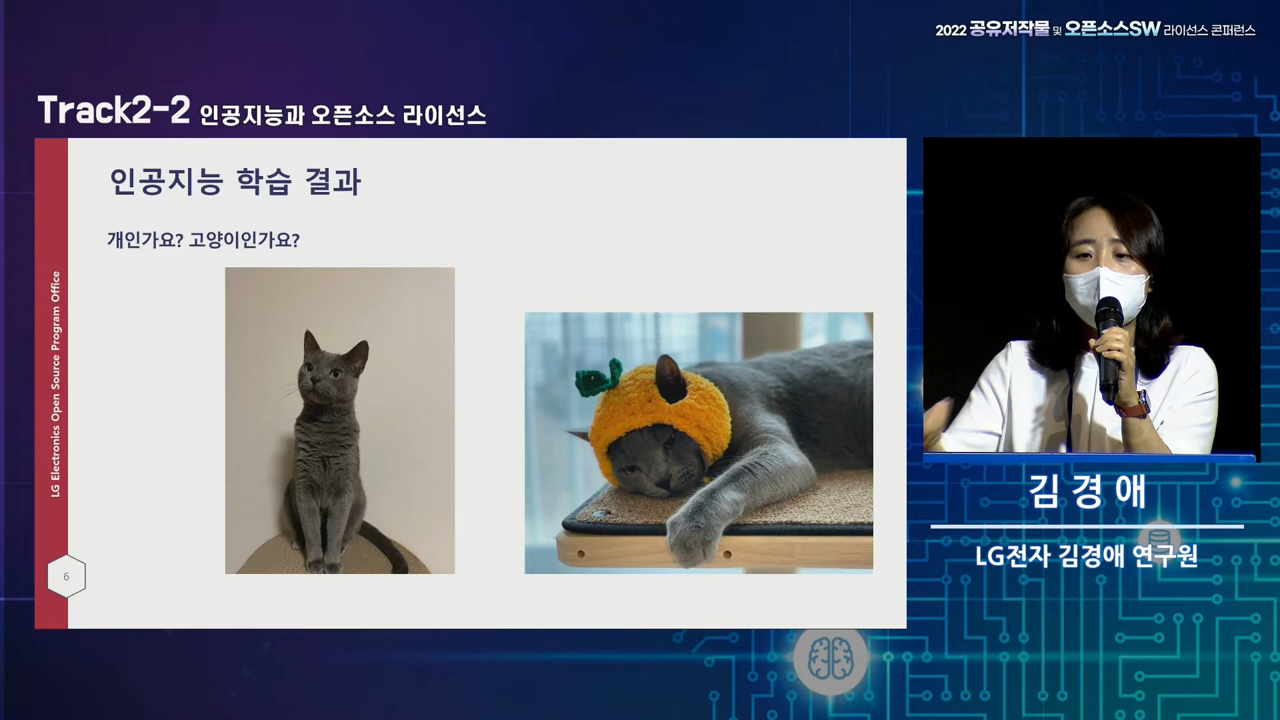 2022 공유저작물 및 오픈소스SW 라이선스 콘퍼런스
Track2-2 인공지능과 오픈소스 라이선스
인공지능 학습 결과
개인가요? 고양이인가요?
LG Electronics Open Source Program Office
6
김경애
LG전자 김경애 연구원